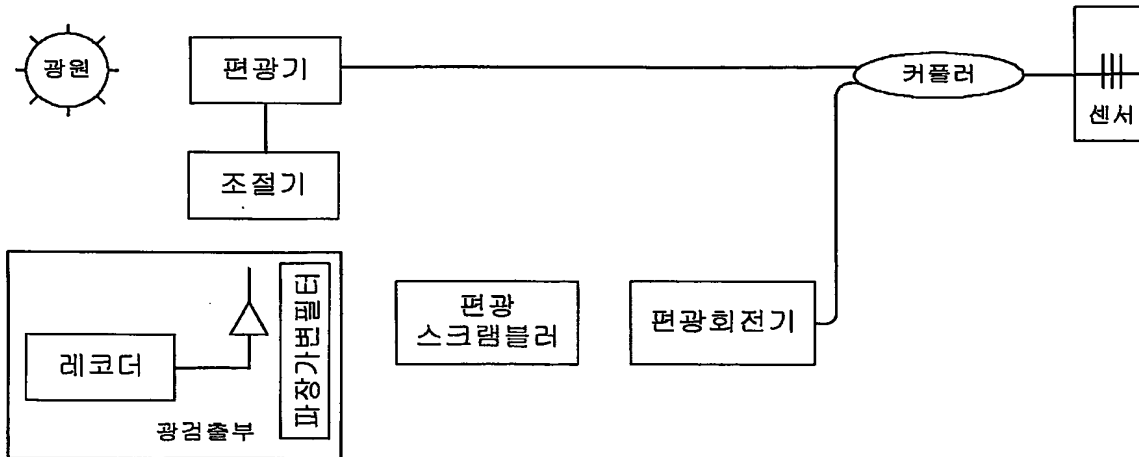 광원
편광기
커플러
센서
조절기
파장가변필터
편광
스크램블러
편광회전기
레코더
광검출부